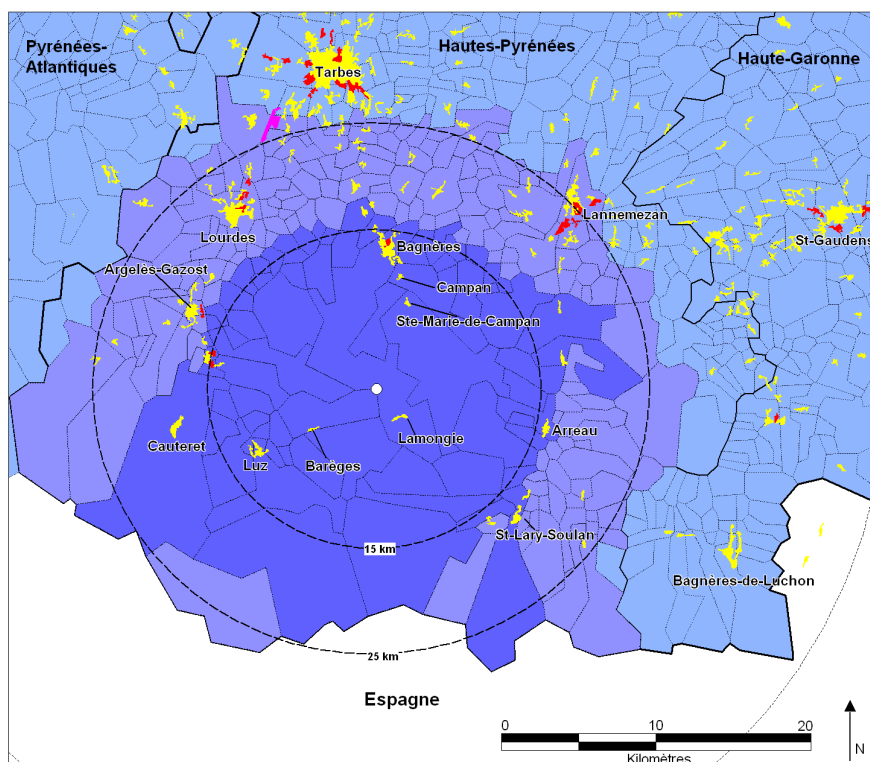 Pyrénées-
Atlantiques
Hautes-Pyrénées
Haute-Garonne
Tarbes
Lannemezan
Lourdes
St-Gaudens
Bagnères
Argelès-Gazost
Campan
Ste-Marie-de-Campan
Cauteret
Luz
Barèges
Lamongie
Arreau
St-Lary-Soulan
15 km
Bagnères-de-Luchon
25 km
Espagne
0 10 20
Kilomètres
N